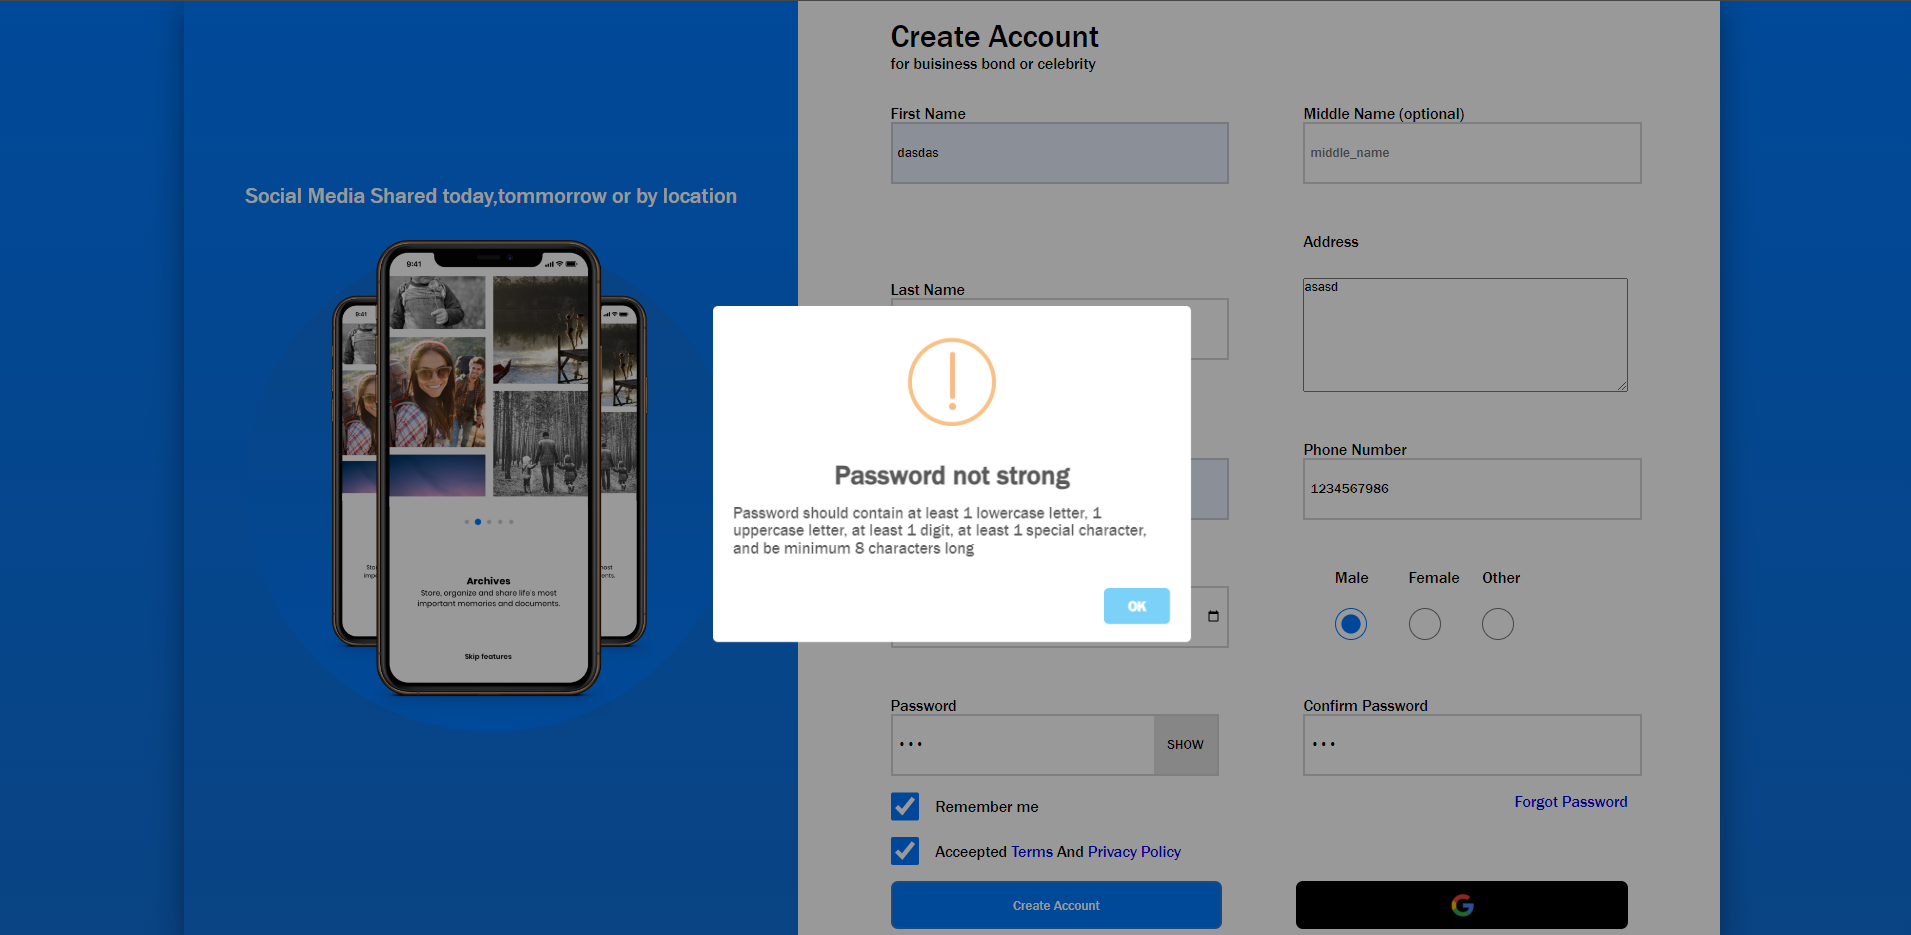 Create Account
for buisiness bond or celebrity
First Name
Middle Name (optional)
dasdas
middle_name
Social Media Shared today,tommorrow or by location
Address
9:41
9:41
Last Name
asasd
Password not strong
Password should contain at least 1 lowercase letter, 1
uppercase letter, at least 1 digit, at least 1 special character,
and be minimum 8 characters long
OK
Phone Number
1234567986
Archives
Store, organize and share life's most
important memories and documents.
Skip features
Male
Female
Other
Password
Confirm Password
SHOW
Remember me
Forgot Password
Acceepted Terms And Privacy Policy
Create Account